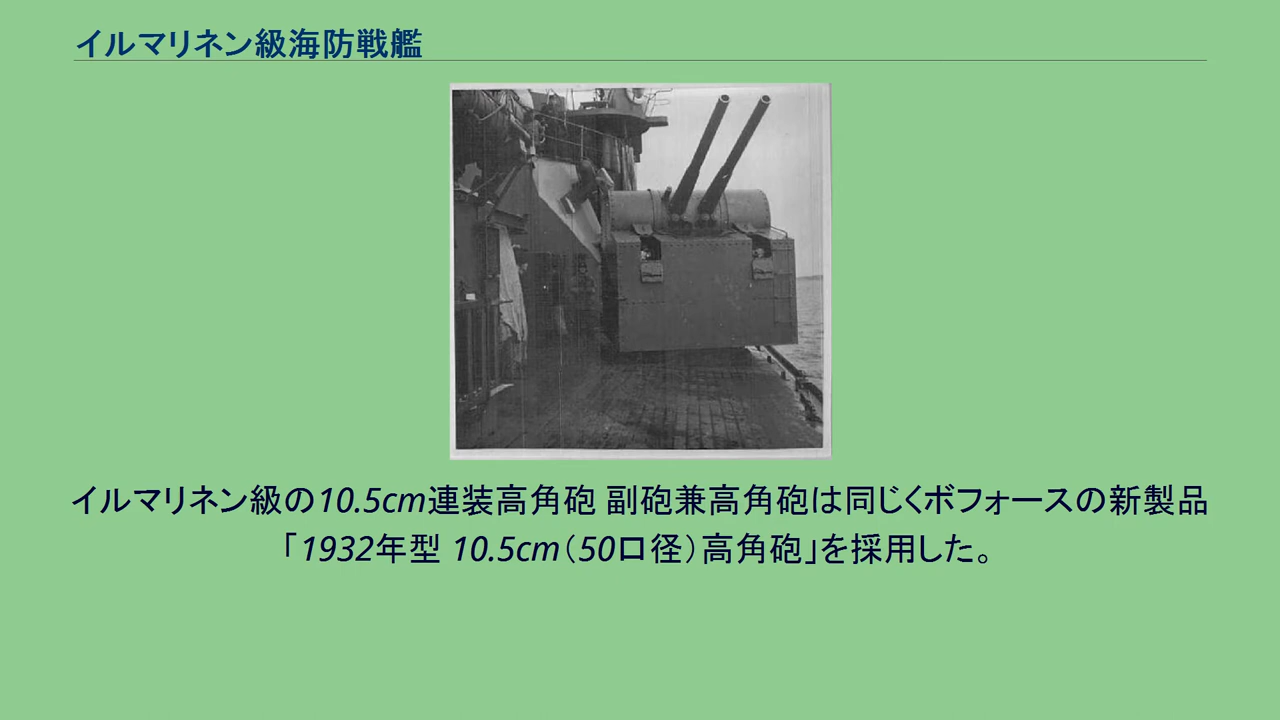 イルマリネン級海防戦艦
イルマリネン級の10.5cm連装高角砲 副砲兼高角砲は同じくボフォースの新製品
「1932年型 10.5cm（50口径）高角砲」を採用した。